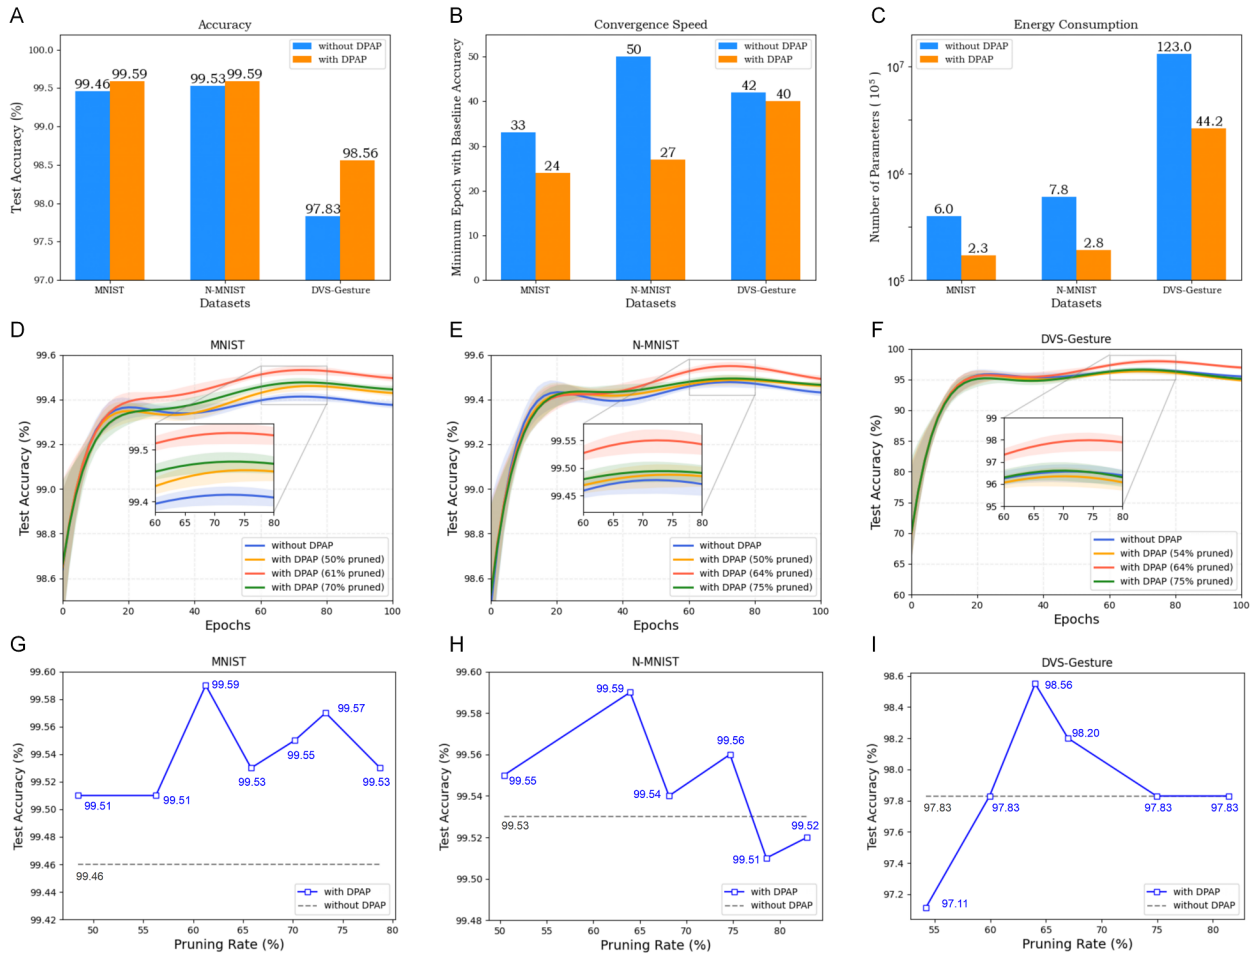 A
Accuracy
without DPAP
with DPAP
100.0
99.5
99.0
98.5
98.0
97.5
97.0
Test Accuracy (%)
99.46
99.59
99.53
99.59
97.83
98.56
MNIST
N-MNIST
DVS-Gesture
Datasets
B
Convergence Speed
without DPAP
with DPAP
50
40
30
20
10
0
Minimum Epoch with Baseline Accuracy
33
24
50
27
42
40
MNIST
N-MNIST
DVS-Gesture
Datasets
C
Energy Consumption
without DPAP
with DPAP
10^7
10^6
10^5
Number of Parameters ( 10^5 )
6.0
2.3
7.8
2.8
123.0
44.2
MNIST
N-MNIST
DVS-Gesture
Datasets
D
MNIST
99.6
99.4
99.2
99.0
98.8
98.6
Test Accuracy (%)
99.5
99.4
60 65 70 75 80
without DPAP
with DPAP (50% pruned)
with DPAP (61% pruned)
with DPAP (70% pruned)
0 20 40 60 80 100
Epochs
E
N-MNIST
99.6
99.4
99.2
99.0
98.8
98.6
Test Accuracy (%)
99.55
99.50
99.45
60 65 70 75 80
without DPAP
with DPAP (50% pruned)
with DPAP (64% pruned)
with DPAP (75% pruned)
0 20 40 60 80 100
Epochs
F
DVS-Gesture
100
95
90
85
80
75
70
65
60
Test Accuracy (%)
99
98
97
96
95
60 65 70 75 80
without DPAP
with DPAP (54% pruned)
with DPAP (64% pruned)
with DPAP (75% pruned)
0 20 40 60 80 100
Epochs
G
MNIST
99.60
99.58
99.56
99.54
99.52
99.50
99.48
99.46
99.44
99.42
Test Accuracy (%)
99.51
99.51
99.59
99.53
99.55
99.57
99.53
99.46
with DPAP
without DPAP
50 55 60 65 70 75 80
Pruning Rate (%)
H
N-MNIST
99.60
99.58
99.56
99.54
99.52
99.50
99.48
Test Accuracy (%)
99.55
99.59
99.54
99.56
99.51
99.52
99.53
with DPAP
without DPAP
50 55 60 65 70 75 80
Pruning Rate (%)
I
DVS-Gesture
98.6
98.4
98.2
98.0
97.8
97.6
97.4
97.2
Test Accuracy (%)
97.11
97.83
98.56
98.20
97.83
97.83
97.83
with DPAP
without DPAP
55 60 65 70 75 80
Pruning Rate (%)